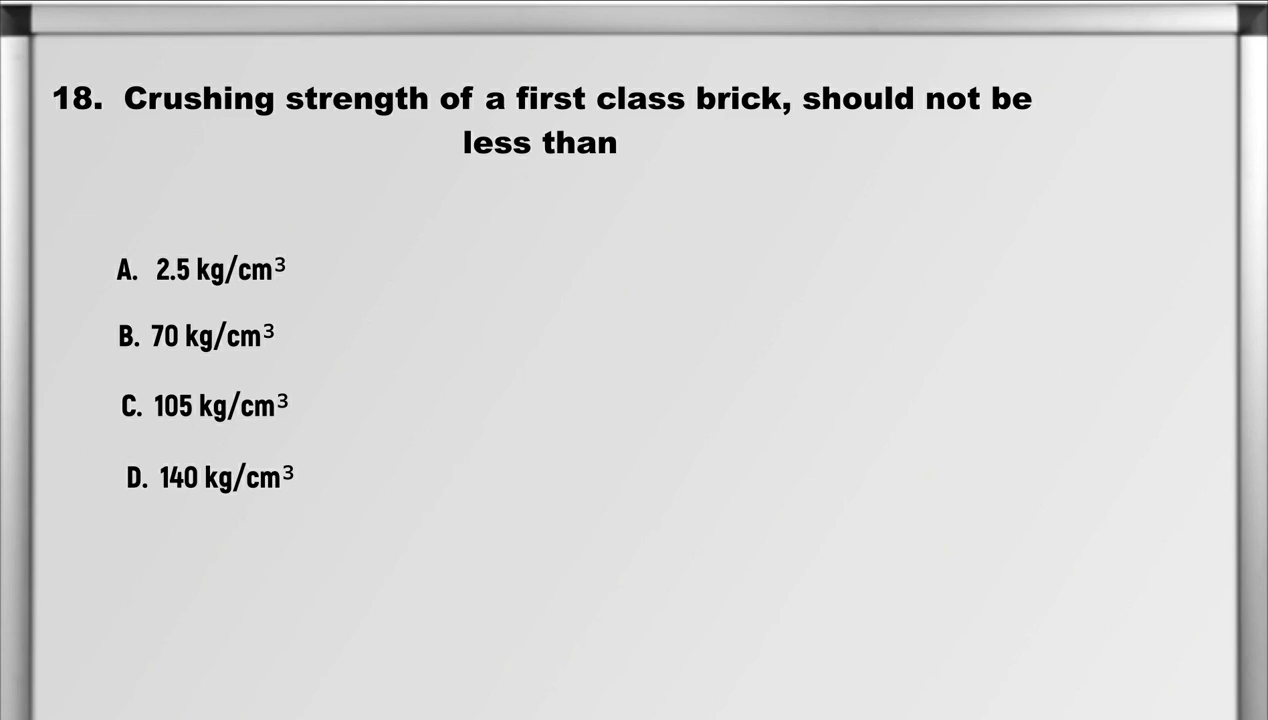 18. Crushing strength of a first class brick, should not be
less than
A. 2.5 kg/cm³
B. 70 kg/cm³
C. 105 kg/cm³
D. 140 kg/cm³